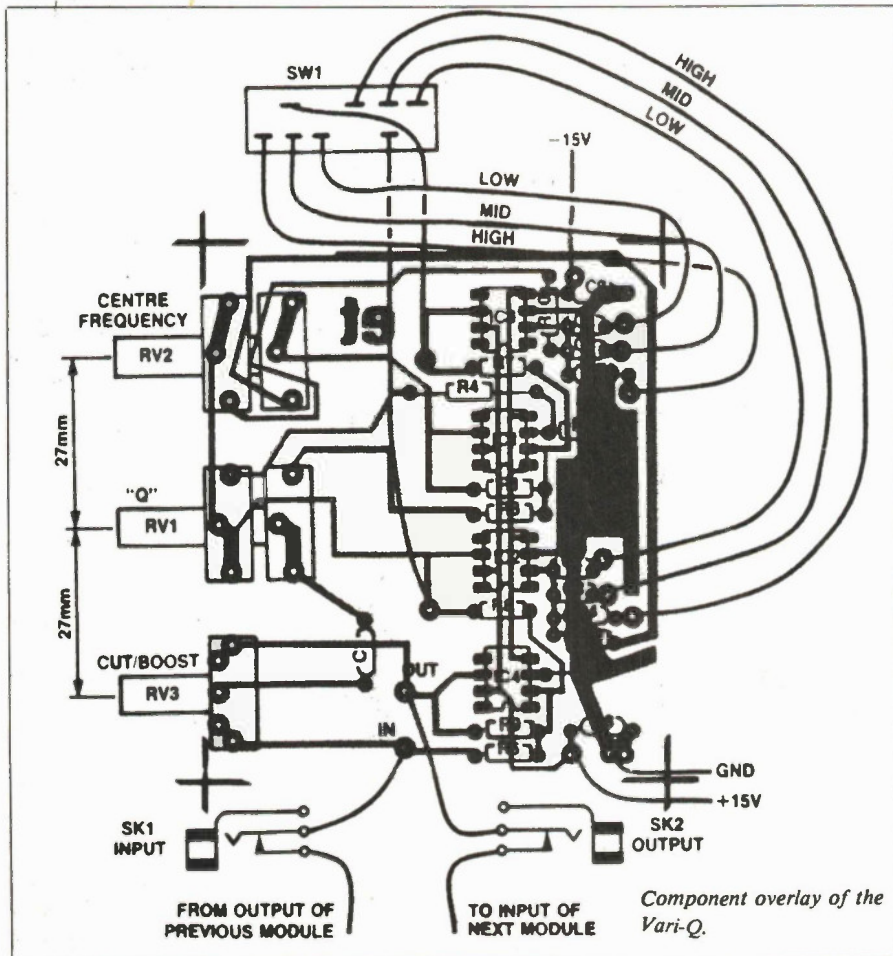 SW1
HIGH
MID
LOW
-15V
LOW
MID
HIGH
CENTRE
FREQUENCY
RV2
R4
27mm
"Q"
RV1
27mm
CUT/BOOST
RV3
OUT
IN
GND
+15V
SK1
INPUT
SK2
OUTPUT
FROM OUTPUT OF
PREVIOUS MODULE
TO INPUT OF
NEXT MODULE
Component overlay of the
Vari-Q.